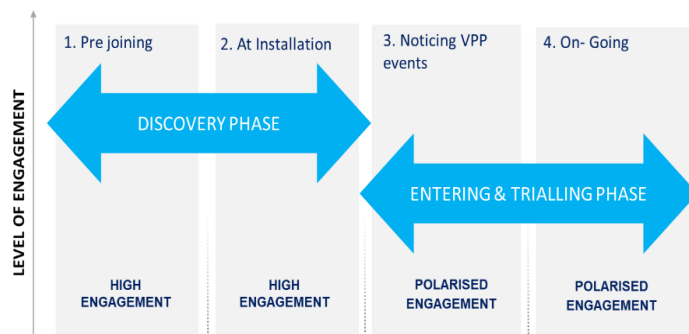 1. Pre joining
2. At Installation
3. Noticing VPP
events
4. On- Going
DISCOVERY PHASE
ENTERING & TRIALLING PHASE
LEVEL OF ENGAGEMENT
HIGH
ENGAGEMENT
HIGH
ENGAGEMENT
POLARISED
ENGAGEMENT
POLARISED
ENGAGEMENT